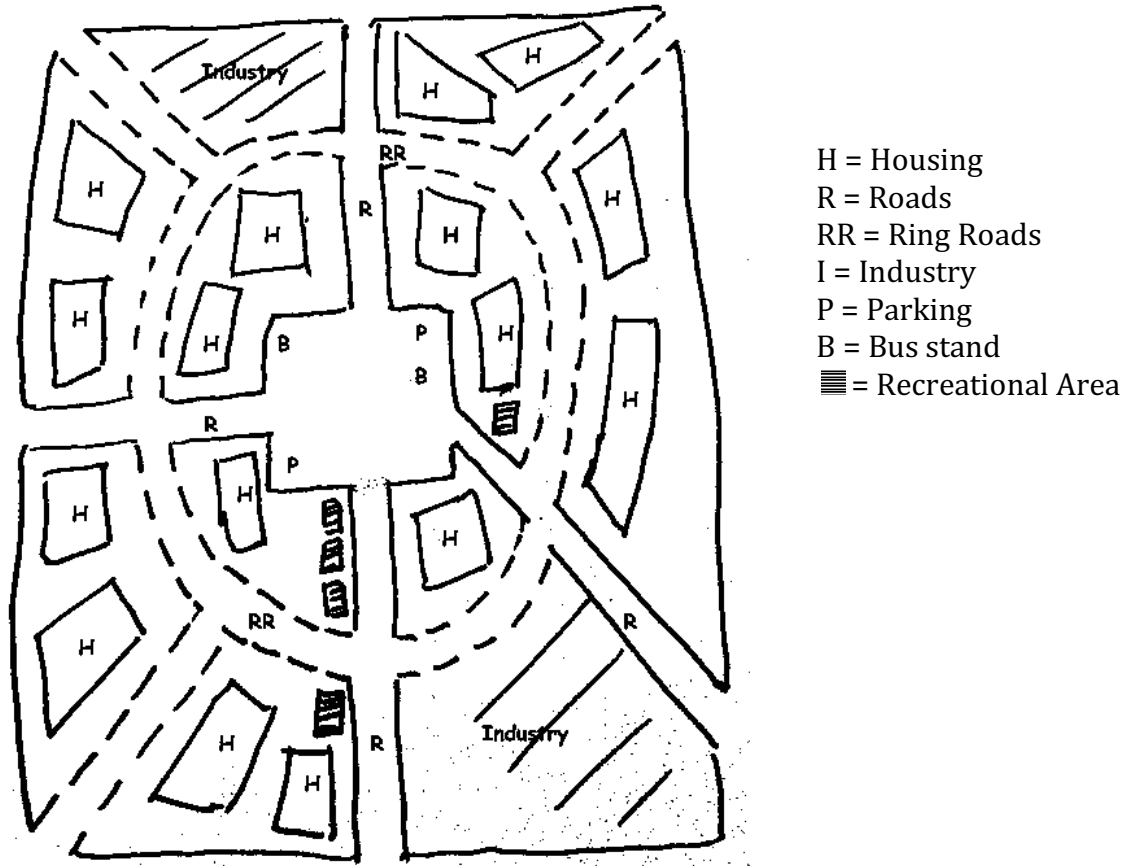 Industry
H
H
RR
H
H
R
H
H
H
H
H
B
P
H
B
H
R
P
H
H
H
RR
R
H
H
Industry
R
H
H = Housing
R = Roads
RR = Ring Roads
I = Industry
P = Parking
B = Bus stand
= Recreational Area